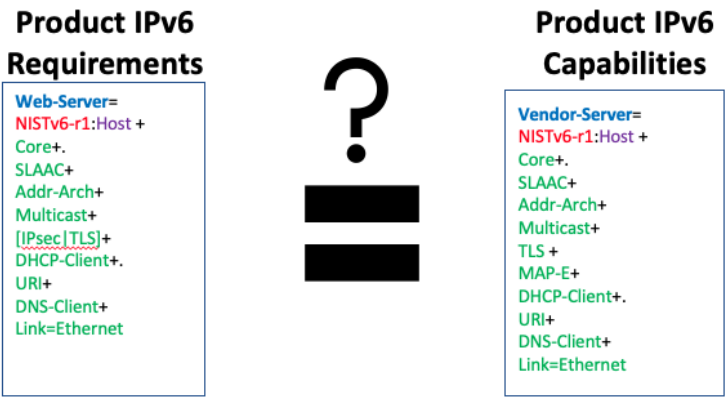 Product IPv6
Requirements
Web-Server=
NISTv6-r1:Host +
Core+.
SLAAC+
Addr-Arch+
Multicast+
[IPsec|TLS]+
DHCP-Client+.
URI+
DNS-Client+
Link=Ethernet
?
=
Product IPv6
Capabilities
Vendor-Server=
NISTv6-r1:Host +
Core+.
SLAAC+
Addr-Arch+
Multicast+
TLS +
MAP-E+
DHCP-Client+.
URI+
DNS-Client+
Link=Ethernet